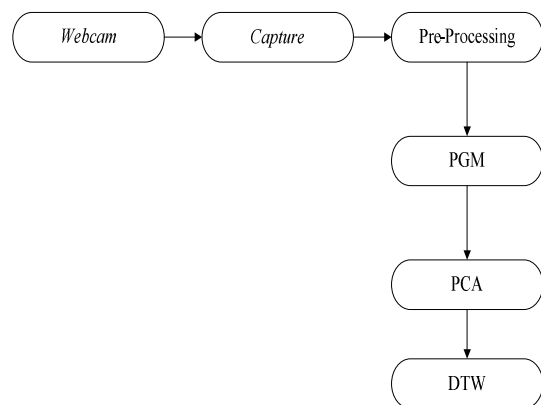 Webcam
Capture
Pre-Processing
PGM
PCA
DTW